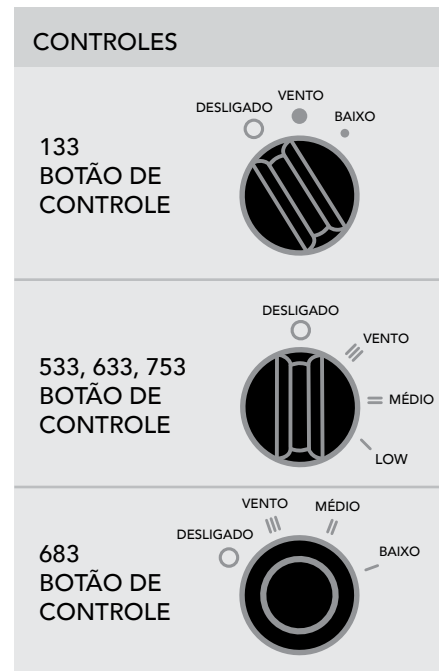 CONTROLES
133
BOTÃO DE
CONTROLE
DESLIGADO
VENTO
BAIXO
533, 633, 753
BOTÃO DE
CONTROLE
DESLIGADO
VENTO
MÉDIO
LOW
683
BOTÃO DE
CONTROLE
DESLIGADO
VENTO
MÉDIO
BAIXO